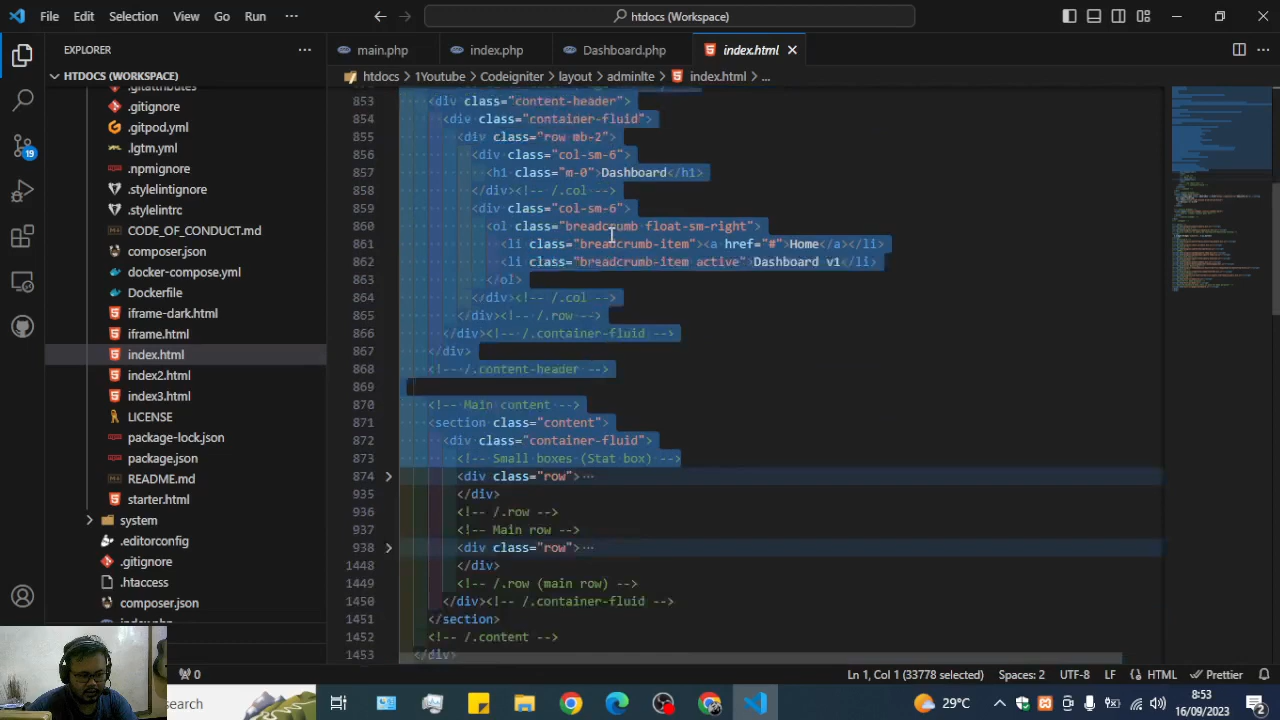 File Edit Selection View Go Run ··· htdocs (Workspace)
EXPLORER ···
main.php index.php Dashboard.php index.html
HTDOCS (WORKSPACE)
htdocs > 1Youtube > Codeigniter > layout > adminlte > index.html > ...
.gitattributes
.gitignore
.gitpod.yml
.lgtm.yml
.npmignore
.stylelintignore
.stylelintrc
CODE_OF_CONDUCT.md
composer.json
docker-compose.yml
Dockerfile
iframe-dark.html
iframe.html
index.html
index2.html
index3.html
LICENSE
package-lock.json
package.json
README.md
starter.html
system
.editorconfig
.gitignore
.htaccess
composer.json
853 <div class="content-header">
854 <div class="container-fluid">
855 <div class="row mb-2">
856 <div class="col-sm-6">
857 <h1 class="m-0">Dashboard</h1>
858 </div><!-- /.col -->
859 <div class="col-sm-6">
860 <ol class="breadcrumb float-sm-right">
861 <li class="breadcrumb-item"><a href="#">Home</a></li>
862 <li class="breadcrumb-item active">Dashboard v1</li>
863 </ol>
864 </div><!-- /.col -->
865 </div><!-- /.row -->
866 </div><!-- /.container-fluid -->
867 </div>
868 <!-- /.content-header -->
869
870 <!-- Main content -->
871 <section class="content">
872 <div class="container-fluid">
873 <!-- Small boxes (Stat box) -->
874 <div class="row"> ···
935 </div>
936 <!-- /.row -->
937 <!-- Main row -->
938 <div class="row"> ···
1448 </div>
1449 <!-- /.row (main row) -->
1450 </div><!-- /.container-fluid -->
1451 </section>
1452 <!-- /.content -->
1453 </div>
19
0 Ln 1, Col 1 (33778 selected) Spaces: 2 UTF-8 LF HTML Prettier
search 29°C 8:53
16/09/2023 2